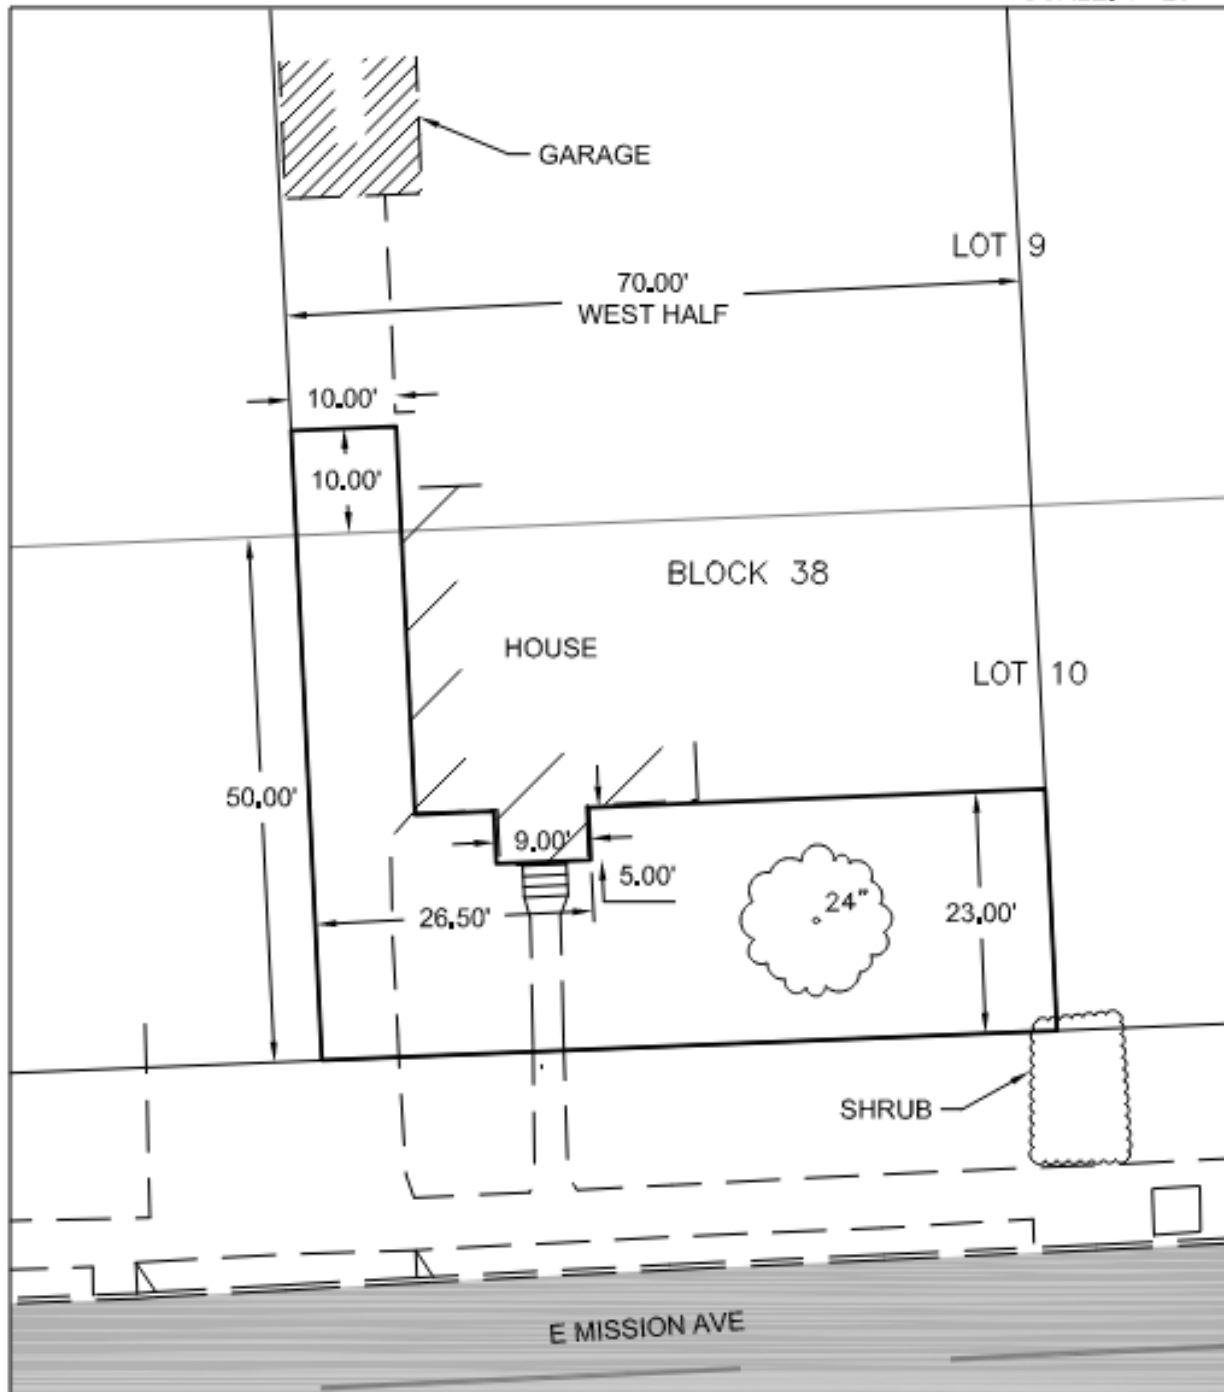 GARAGE
LOT 9
70.00'
WEST HALF
10.00'
10.00'
BLOCK 38
HOUSE
LOT 10
50.00'
9.00'
5.00'
24"
26.50'
23.00'
SHRUB
E MISSION AVE